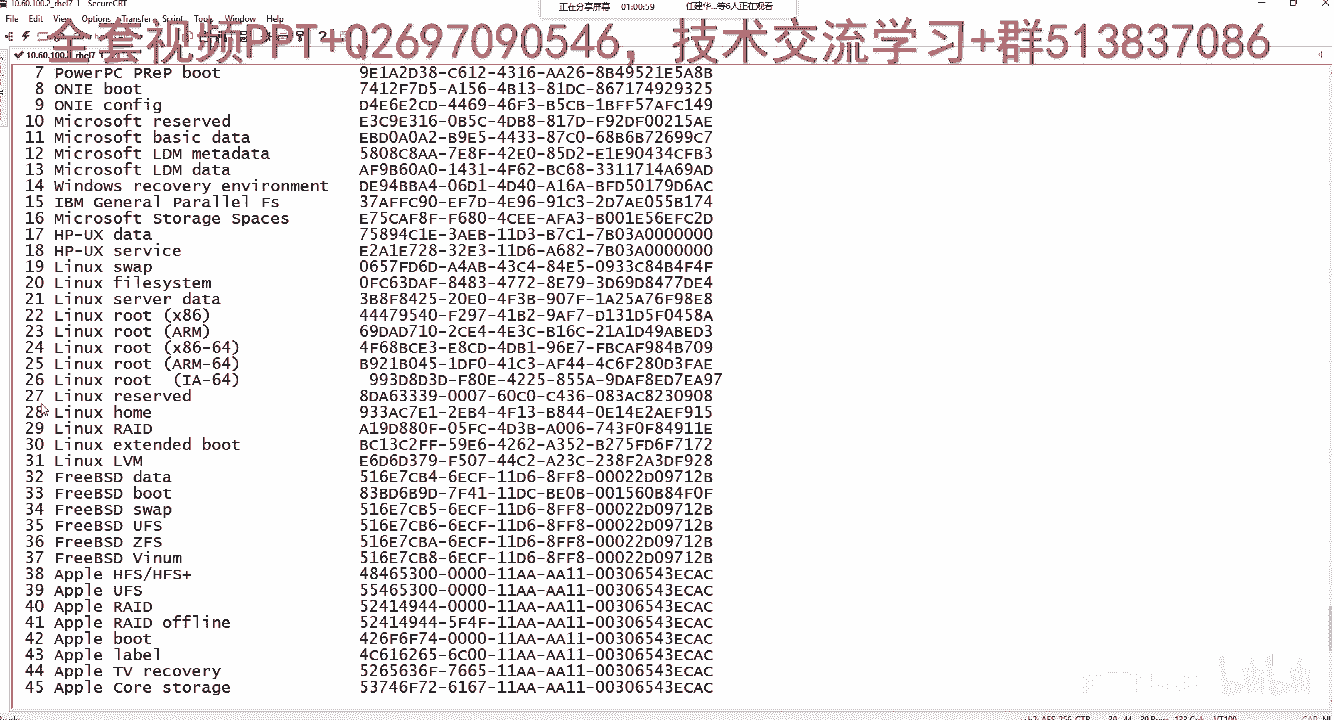 10.60.100.2_rhel7_1 - SecureCRT
正在分享屏幕 01:00:59 任建华...等6人正在观看
File Edit View Options Transfer Script Tools Window Help
全套视频PPT+Q2697090546，技术交流学习+群513837086
10.60.100.2_rhel7_1
7 PowerPC PReP boot 9E1A2D38-C612-4316-AA26-8B49521E5A8B
8 ONIE boot 7412F7D5-A156-4B13-81DC-867174929325
9 ONIE config D4E6E2CD-4469-46F3-B5CB-1BFF57AFC149
10 Microsoft reserved E3C9E316-0B5C-4DB8-817D-F92DF00215AE
11 Microsoft basic data EBD0A0A2-B9E5-4433-87C0-68B6B72699C7
12 Microsoft LDM metadata 5808C8AA-7E8F-42E0-85D2-E1E90434CFB3
13 Microsoft LDM data AF9B60A0-1431-4F62-BC68-3311714A69AD
14 Windows recovery environment DE94BBA4-06D1-4D40-A16A-BFD50179D6AC
15 IBM General Parallel Fs 37AFFC90-EF7D-4E96-91C3-2D7AE055B174
16 Microsoft Storage Spaces E75CAF8F-F680-4CEE-AFA3-B001E56EFC2D
17 HP-UX data 75894C1E-3AEB-11D3-B7C1-7B03A0000000
18 HP-UX service E2A1E728-32E3-11D6-A682-7B03A0000000
19 Linux swap 0657FD6D-A4AB-43C4-84E5-0933C84B4F4F
20 Linux filesystem 0FC63DAF-8483-4772-8E79-3D69D8477DE4
21 Linux server data 3B8F8425-20E0-4F3B-907F-1A25A76F98E8
22 Linux root (x86) 44479540-F297-41B2-9AF7-D131D5F0458A
23 Linux root (ARM) 69DAD710-2CE4-4E3C-B16C-21A1D49ABED3
24 Linux root (x86-64) 4F68BCE3-E8CD-4DB1-96E7-FBCAF984B709
25 Linux root (ARM-64) B921B045-1DF0-41C3-AF44-4C6F280D3FAE
26 Linux root (IA-64) 993D8D3D-F80E-4225-855A-9DAF8ED7EA97
27 Linux reserved 8DA63339-0007-60C0-C436-083AC8230908
28 Linux home 933AC7E1-2EB4-4F13-B844-0E14E2AEF915
29 Linux RAID A19D880F-05FC-4D3B-A006-743F0F84911E
30 Linux extended boot BC13C2FF-59E6-4262-A352-B275FD6F7172
31 Linux LVM E6D6D379-F507-44C2-A23C-238F2A3DF928
32 FreeBSD data 516E7CB4-6ECF-11D6-8FF8-00022D09712B
33 FreeBSD boot 83BD6B9D-7F41-11DC-BE0B-001560B84F0F
34 FreeBSD swap 516E7CB5-6ECF-11D6-8FF8-00022D09712B
35 FreeBSD UFS 516E7CB6-6ECF-11D6-8FF8-00022D09712B
36 FreeBSD ZFS 516E7CBA-6ECF-11D6-8FF8-00022D09712B
37 FreeBSD Vinum 516E7CB8-6ECF-11D6-8FF8-00022D09712B
38 Apple HFS/HFS+ 48465300-0000-11AA-AA11-00306543ECAC
39 Apple UFS 55465300-0000-11AA-AA11-00306543ECAC
40 Apple RAID 52414944-0000-11AA-AA11-00306543ECAC
41 Apple RAID offline 52414944-5F4F-11AA-AA11-00306543ECAC
42 Apple boot 426F6F74-0000-11AA-AA11-00306543ECAC
43 Apple label 4C616265-6C00-11AA-AA11-00306543ECAC
44 Apple TV recovery 5265636F-7665-11AA-AA11-00306543ECAC
45 Apple Core storage 53746F72-6167-11AA-AA11-00306543ECAC
bilibili